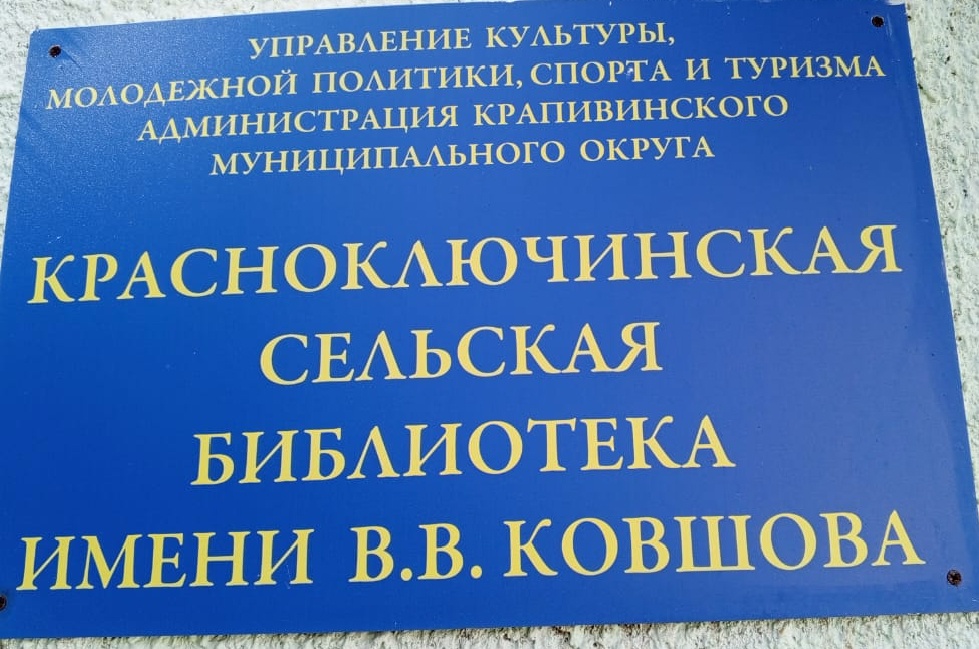 УПРАВЛЕНИЕ КУЛЬТУРЫ,
МОЛОДЕЖНОЙ ПОЛИТИКИ, СПОРТА И ТУРИЗМА
АДМИНИСТРАЦИЯ КРАПИВИНСКОГО
МУНИЦИПАЛЬНОГО ОКРУГА
КРАСНОКЛЮЧИНСКАЯ
СЕЛЬСКАЯ
БИБЛИОТЕКА
ИМЕНИ В.В. КОВШОВА